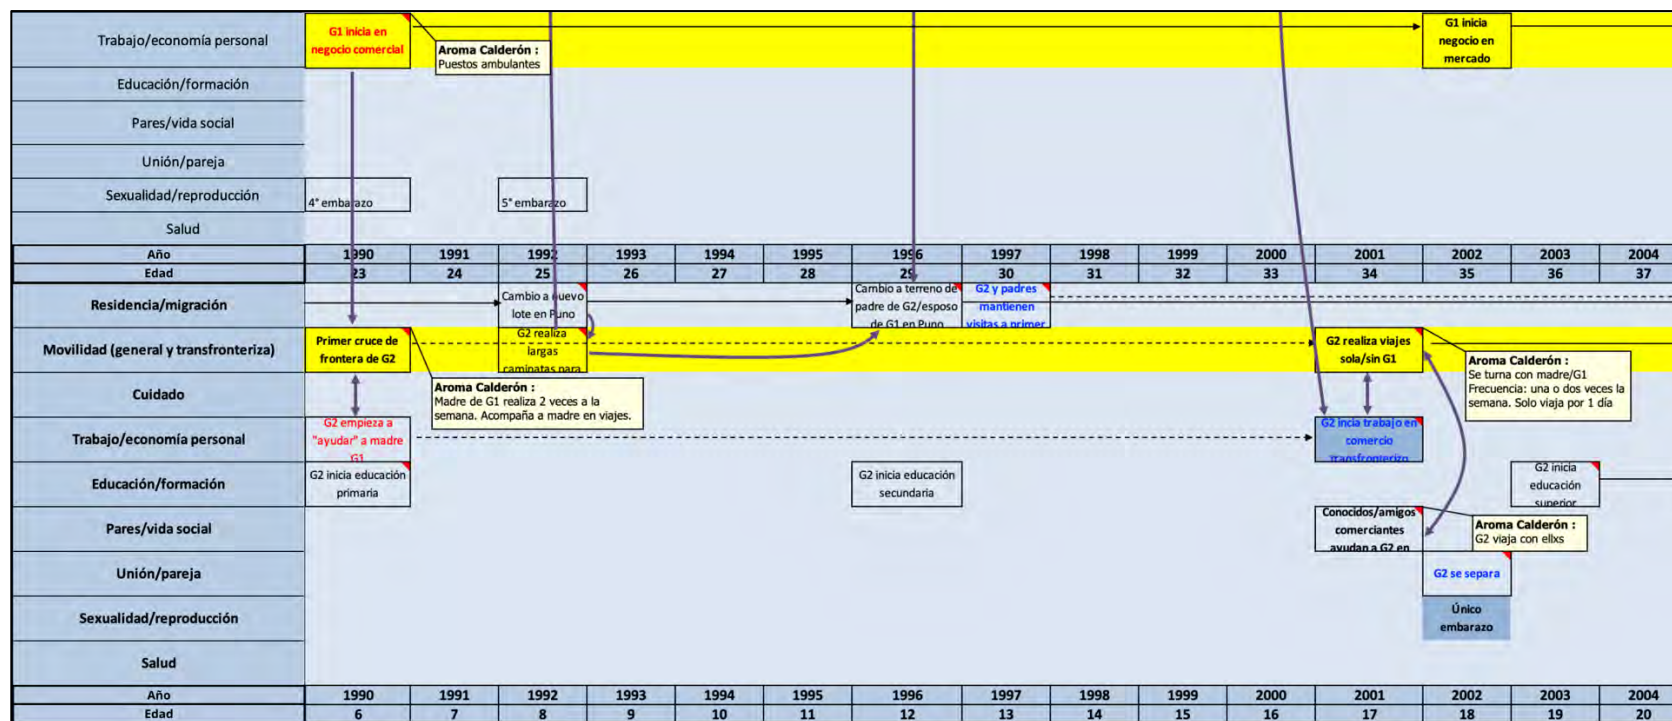 Trabajo/economía personal
G1 inicia en
negocio comercial
Aroma Calderón :
Puestos ambulantes
G1 inicia
negocio en
mercado
Educación/formación
Pares/vida social
Unión/pareja
Sexualidad/reproducción
4° embarazo
5° embarazo
Salud
Año 1990 1991 1992 1993 1994 1995 1996 1997 1998 1999 2000 2001 2002 2003 2004
Edad 23 24 25 26 27 28 29 30 31 32 33 34 35 36 37
Residencia/migración
Cambio a nuevo
lote en Puno
Cambio a terreno de
padre de G2/esposo
de G1 en Puno
G2 y padres
mantienen
visitas a primer
Movilidad (general y transfronteriza)
Primer cruce de
frontera de G2
G2 realiza
largas
caminatas para
G2 realiza viajes
sola/sin G1
Aroma Calderón :
Se turna con madre/G1
Frecuencia: una o dos veces la
semana. Solo viaja por 1 día
Cuidado
Aroma Calderón :
Madre de G1 realiza 2 veces a la
semana. Acompaña a madre en viajes.
Trabajo/economía personal
G2 empieza a
"ayudar" a madre
G1
G2 incia trabajo en
comercio
transfronterizo
Educación/formación
G2 inicia educación
primaria
G2 inicia educación
secundaria
G2 inicia
educación
superior
Pares/vida social
Conocidos/amigos
comerciantes
ayudan a G2 en
Aroma Calderón :
G2 viaja con ellxs
Unión/pareja
G2 se separa
Sexualidad/reproducción
Único
embarazo
Salud
Año 1990 1991 1992 1993 1994 1995 1996 1997 1998 1999 2000 2001 2002 2003 2004
Edad 6 7 8 9 10 11 12 13 14 15 16 17 18 19 20